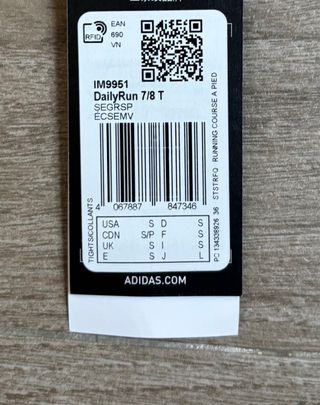 RFID
EAN
690
VN
IM9951
DailyRun 7/8 T
SEGRSP
ECSEMV
4 067887 847346
USA S D S
CDN S/P F S
UK S I S
E S J L
TIGHTS/COLLANTS
STSTRFQ RUNNING COURSE A PIED
ADIDAS.COM